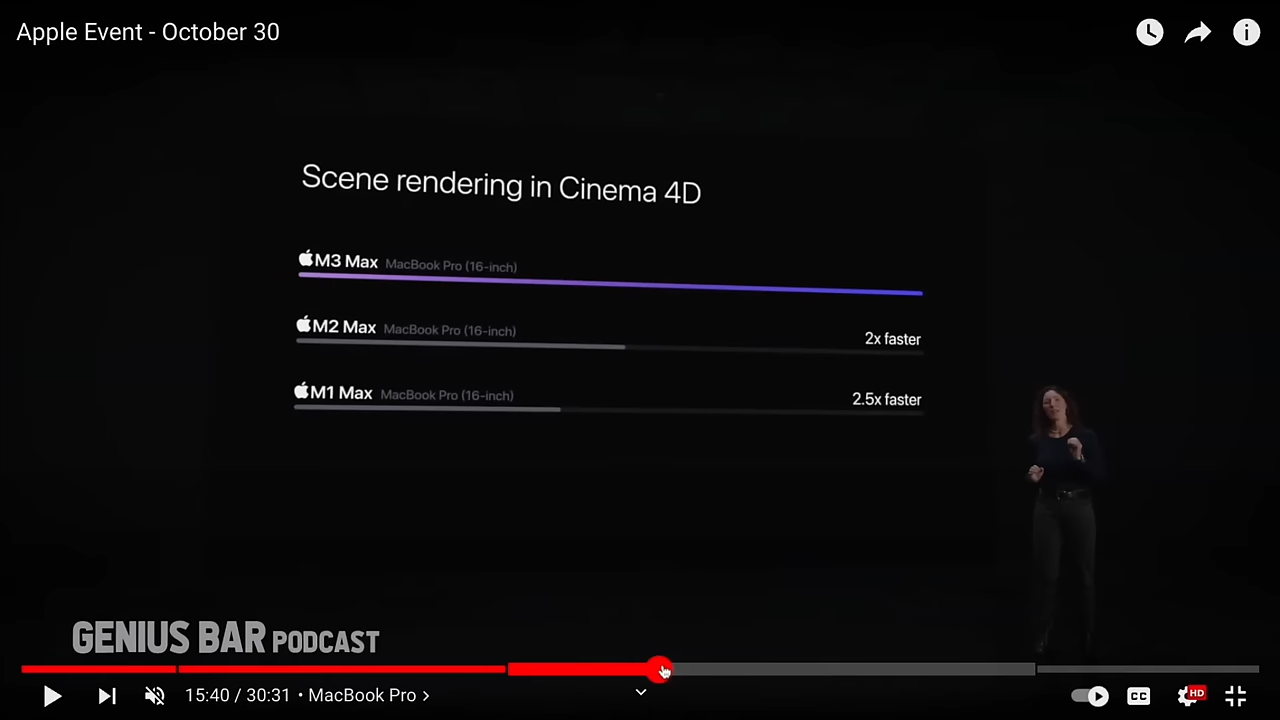 Apple Event - October 30
Scene rendering in Cinema 4D
M3 Max MacBook Pro (16-inch)
M2 Max MacBook Pro (16-inch)
2x faster
M1 Max MacBook Pro (16-inch)
2.5x faster
GENIUS BAR PODCAST
15:40 / 30:31 • MacBook Pro ›
CC
HD